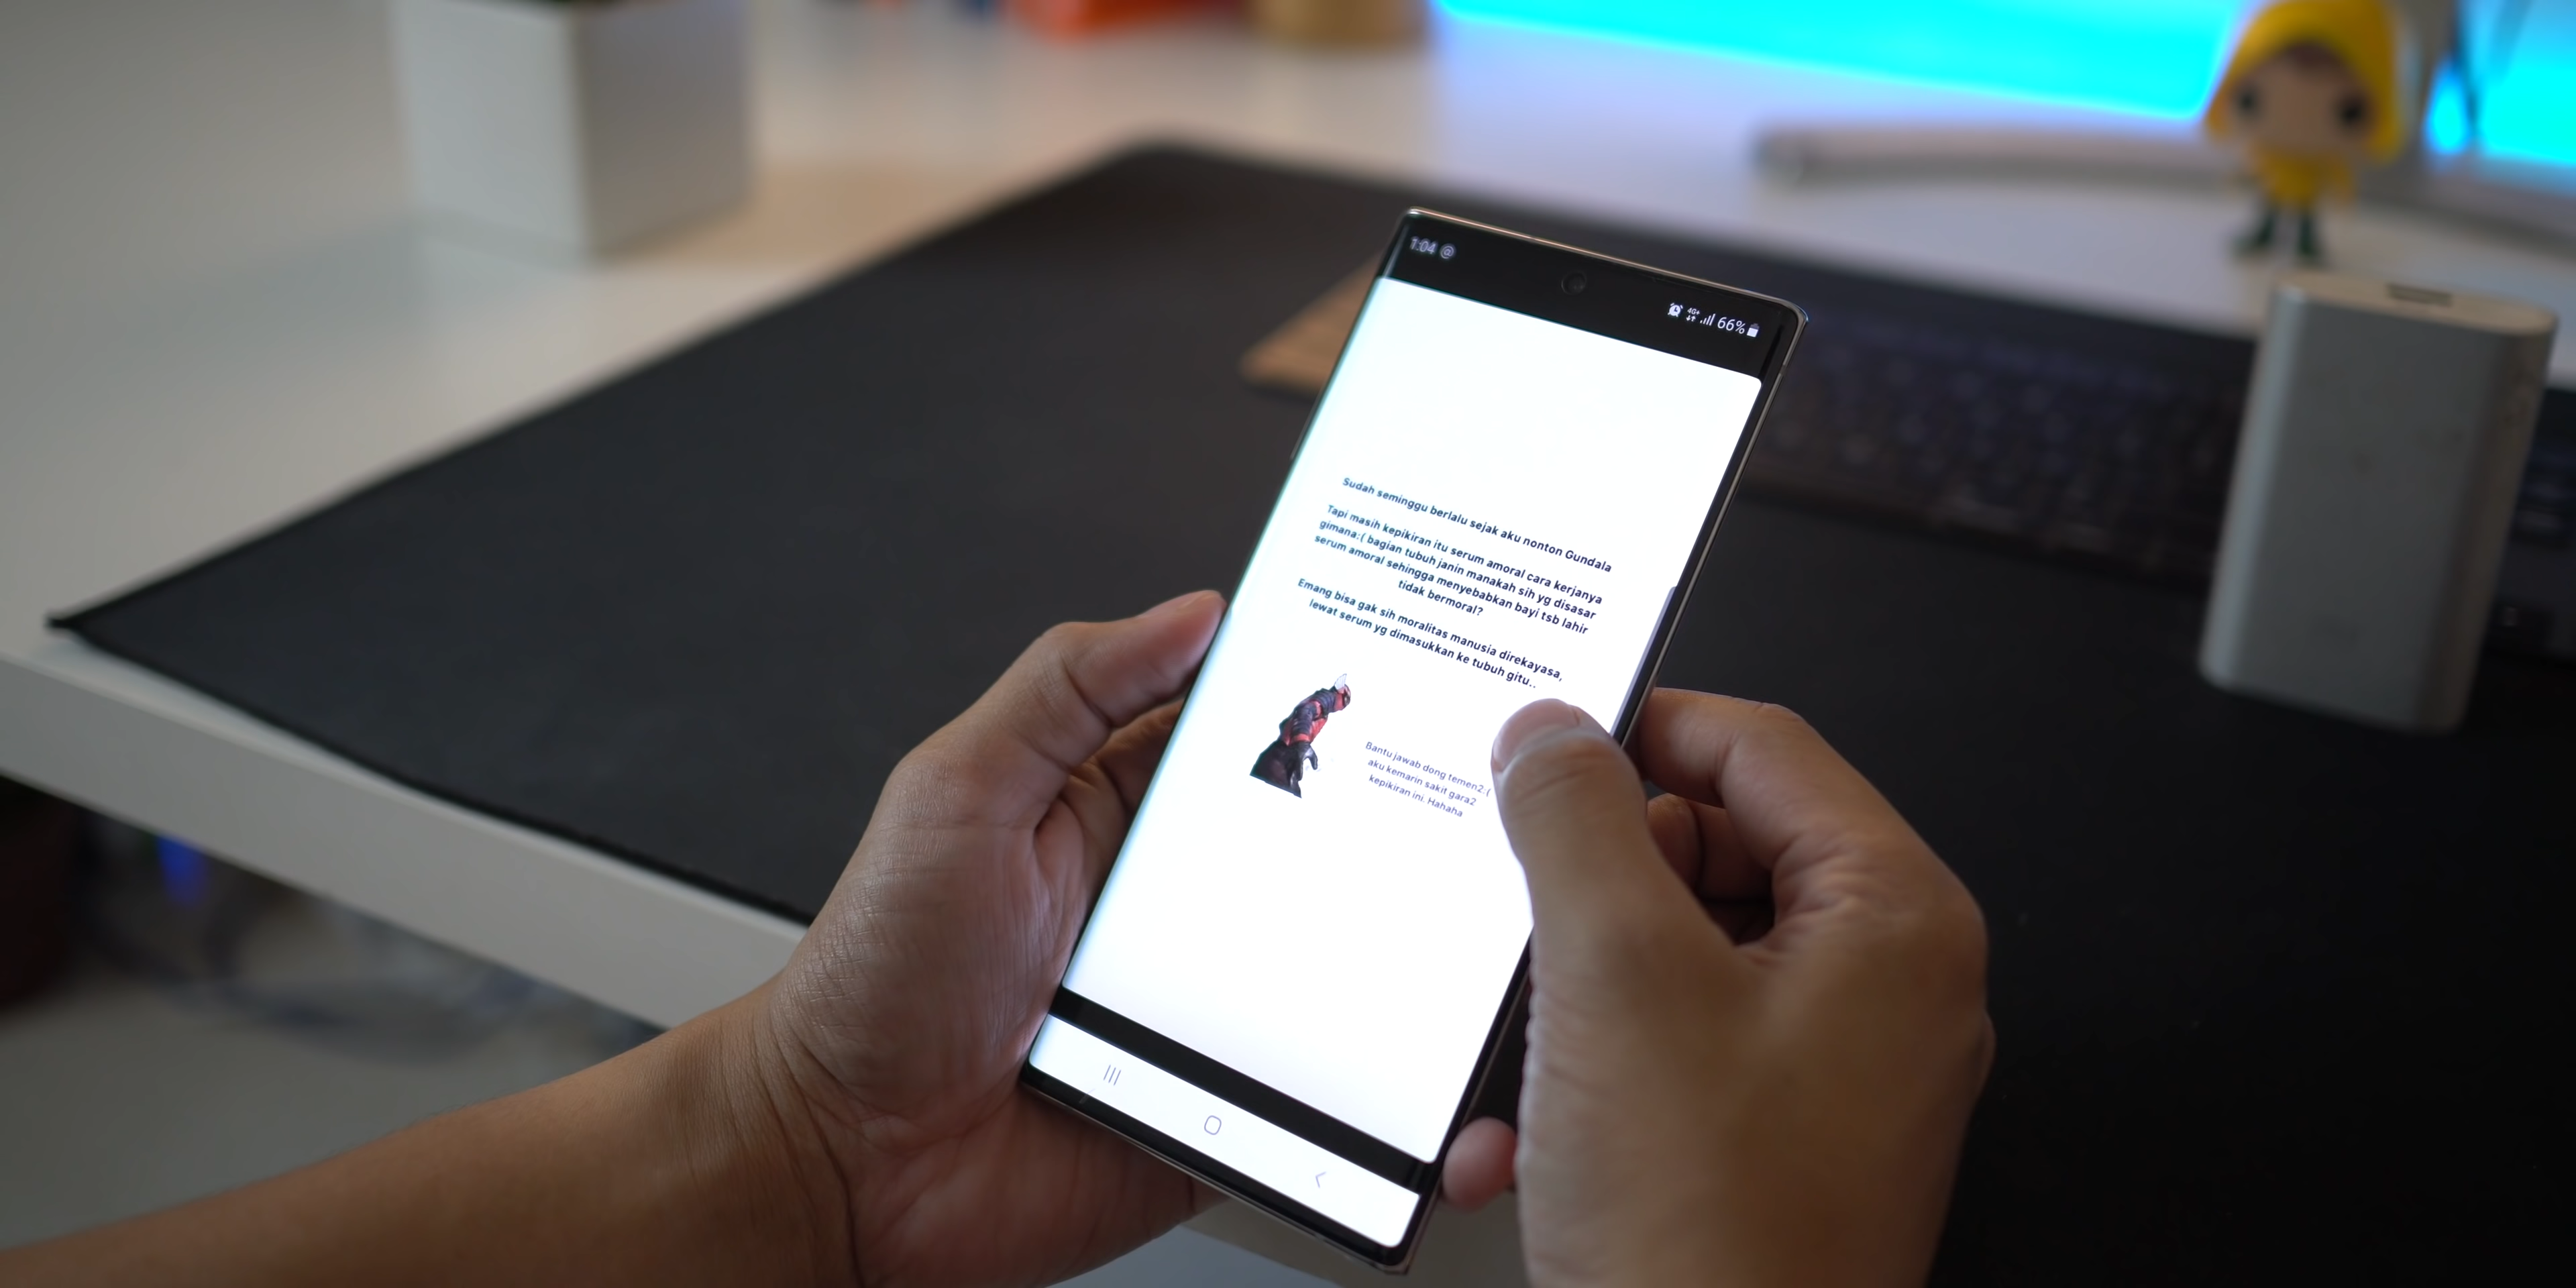 1:04
4G+
66%
Sudah seminggu berlalu sejak aku nonton Gundala
Tapi masih kepikiran itu serum amoral cara kerjanya
gimana:( bagian tubuh janin manakah sih yg disasar
serum amoral sehingga menyebabkan bayi tsb lahir
tidak bermoral?
Emang bisa gak sih moralitas manusia direkayasa,
lewat serum yg dimasukkan ke tubuh gitu..
Bantu jawab dong temen2:(
aku kemarin sakit gara2
kepikiran ini. Hahaha